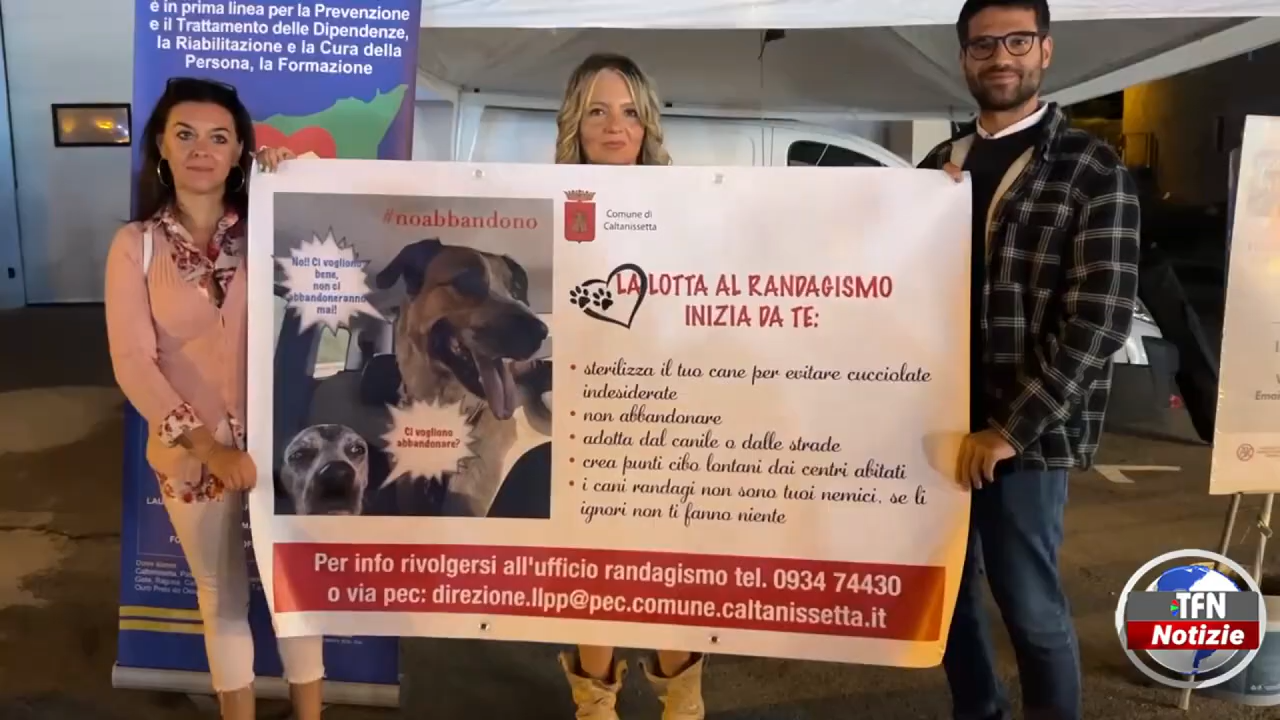 è in prima linea per la Prevenzione
e il Trattamento delle Dipendenze,
la Riabilitazione e la Cura della
Persona, la Formazione
#noabbandono
No!! Ci vogliono
bene,
non ci
abbandoneranno
mai!
Ci vogliono
abbandonare?
Comune di
Caltanissetta
LA LOTTA AL RANDAGISMO
INIZIA DA TE:
• sterilizza il tuo cane per evitare cucciolate
indesiderate
• non abbandonare
• adotta dal canile o dalle strade
• crea punti cibo lontani dai centri abitati
• i cani randagi non sono tuoi nemici, se li
ignori non ti fanno niente
Per info rivolgersi all'ufficio randagismo tel. 0934 74430
o via pec: direzione.llpp@pec.comune.caltanissetta.it
TFN
Notizie